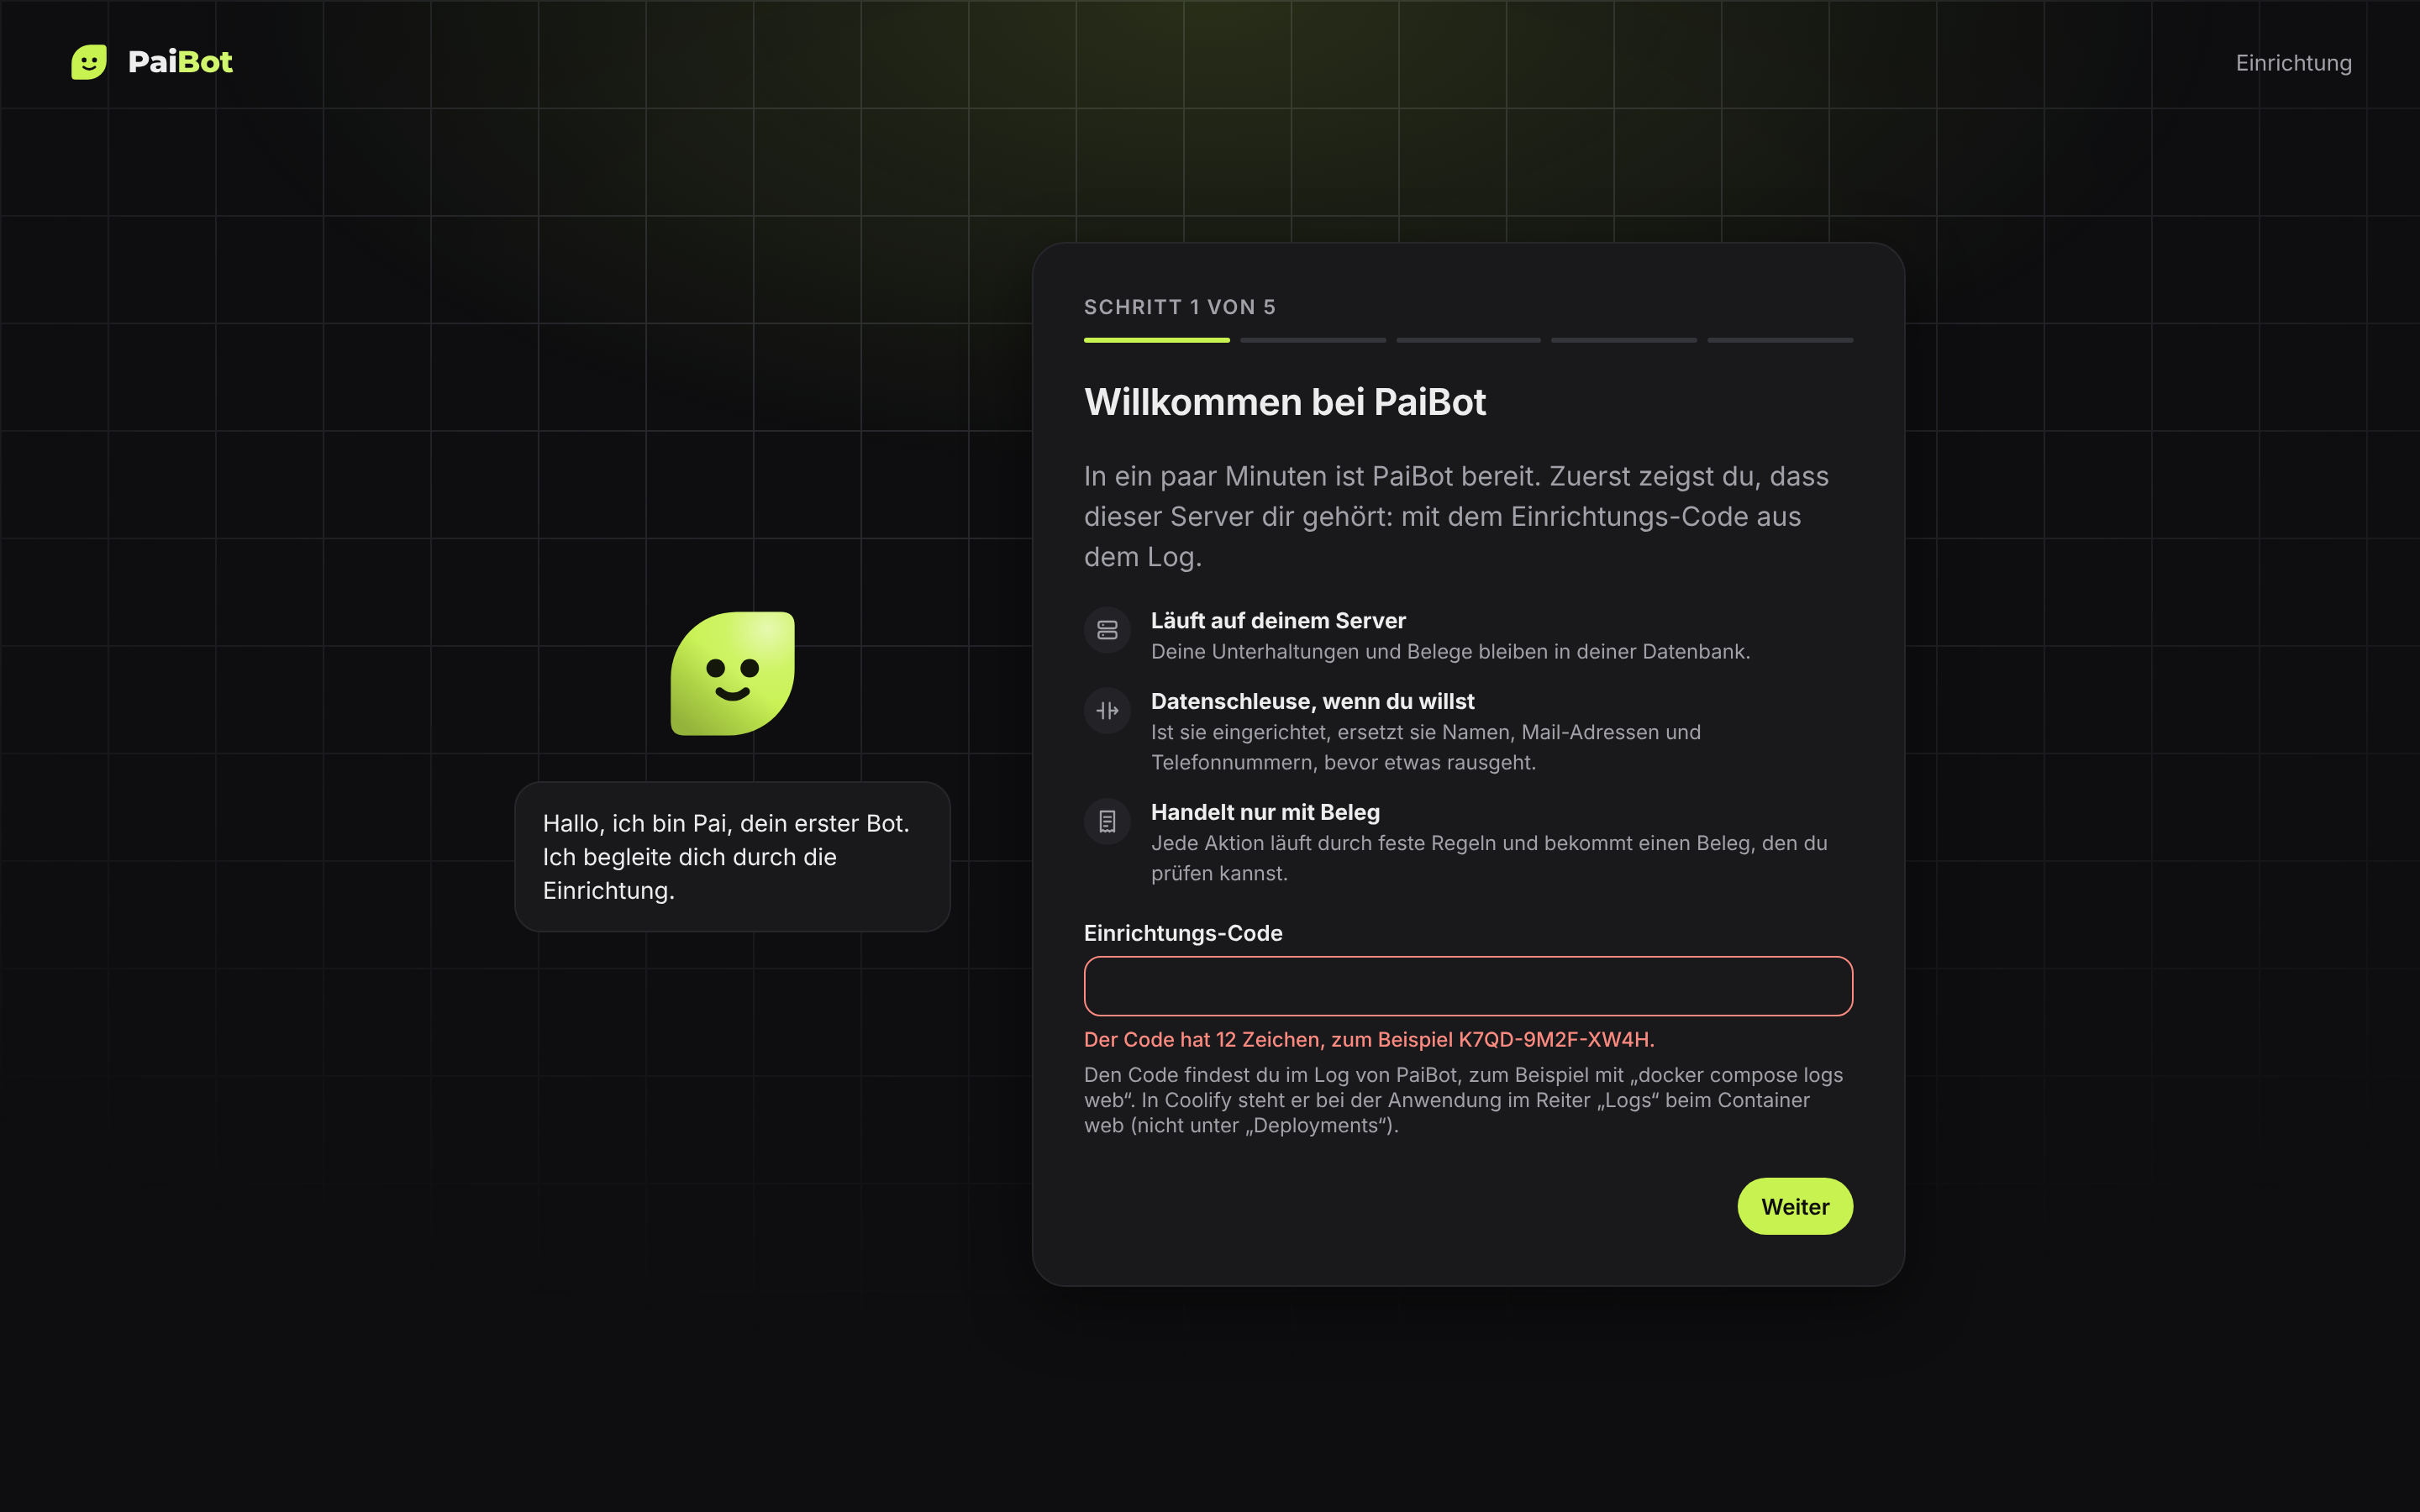 PaiBot
Einrichtung
Hallo, ich bin Pai, dein erster Bot.
Ich begleite dich durch die
Einrichtung.
SCHRITT 1 VON 5
Willkommen bei PaiBot
In ein paar Minuten ist PaiBot bereit. Zuerst zeigst du, dass
dieser Server dir gehört: mit dem Einrichtungs-Code aus
dem Log.
Läuft auf deinem Server
Deine Unterhaltungen und Belege bleiben in deiner Datenbank.
Datenschleuse, wenn du willst
Ist sie eingerichtet, ersetzt sie Namen, Mail-Adressen und
Telefonnummern, bevor etwas rausgeht.
Handelt nur mit Beleg
Jede Aktion läuft durch feste Regeln und bekommt einen Beleg, den du
prüfen kannst.
Einrichtungs-Code
Der Code hat 12 Zeichen, zum Beispiel K7QD-9M2F-XW4H.
Den Code findest du im Log von PaiBot, zum Beispiel mit „docker compose logs
web“. In Coolify steht er bei der Anwendung im Reiter „Logs“ beim Container
web (nicht unter „Deployments“).
Weiter